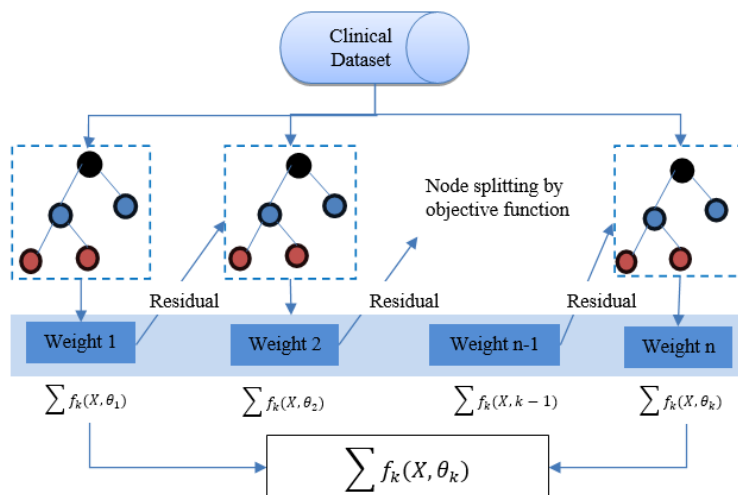 Clinical
Dataset
Node splitting by
objective function
Residual
Residual
Residual
Weight 1
Weight 2
Weight n-1
Weight n
∑ f_k(X, θ_1)
∑ f_k(X, θ_2)
∑ f_k(X, k − 1)
∑ f_k(X, θ_k)
∑ f_k(X, θ_k)